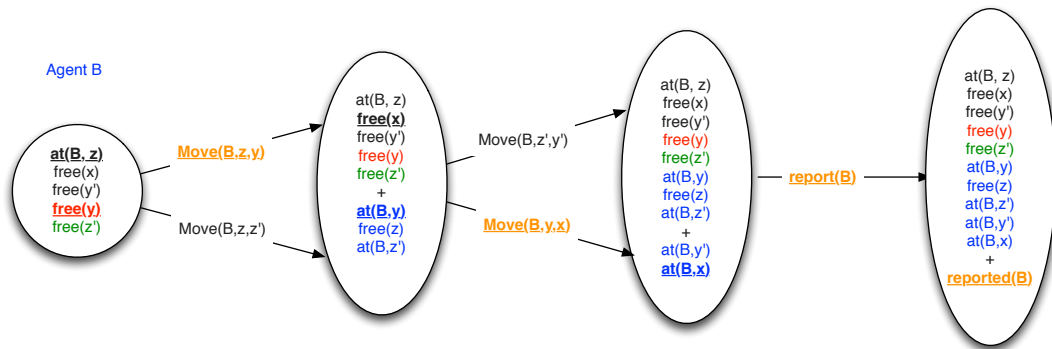 Agent B
at(B, z)
free(x)
free(y')
free(y)
free(z')
Move(B,z,y)
Move(B,z,z')
at(B, z)
free(x)
free(y')
free(y)
free(z')
+
at(B,y)
free(z)
at(B,z')
Move(B,z',y')
Move(B,y,x)
at(B, z)
free(x)
free(y')
free(y)
free(z')
at(B,y)
free(z)
at(B,z')
+
at(B,y')
at(B,x)
report(B)
at(B, z)
free(x)
free(y')
free(y)
free(z')
at(B,y)
free(z)
at(B,z')
at(B,y')
at(B,x)
+
reported(B)